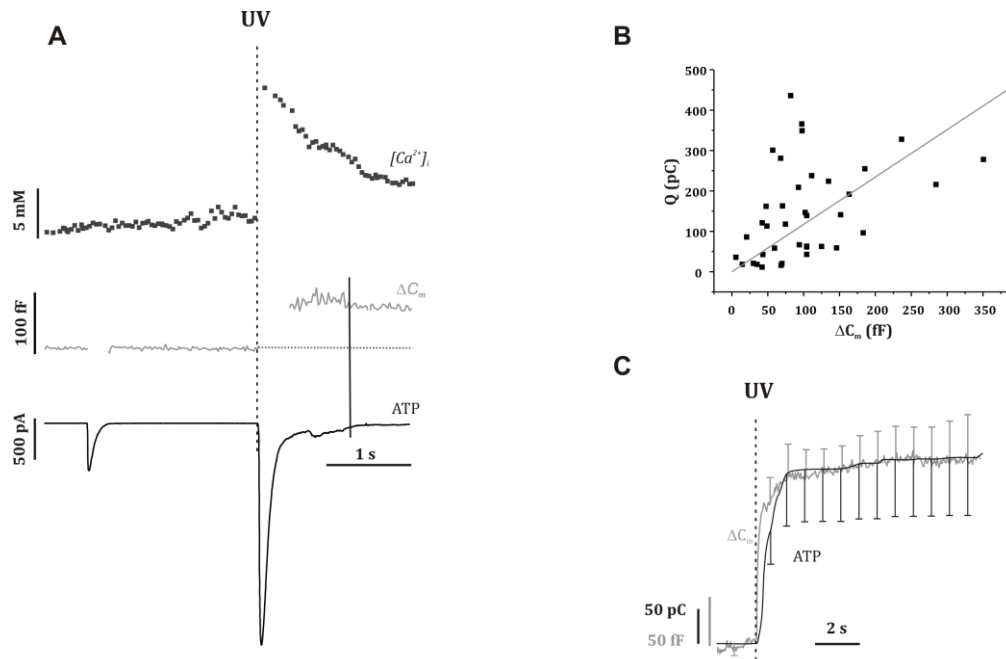 A
UV
[Ca²⁺]ᵢ
5 mM
ΔCₘ
100 fF
ATP
500 pA
1 s
B
500
400
300
200
100
0
Q (pC)
0 50 100 150 200 250 300 350
ΔCₘ (fF)
C
UV
ΔCₘ
ATP
50 pC
50 fF
2 s